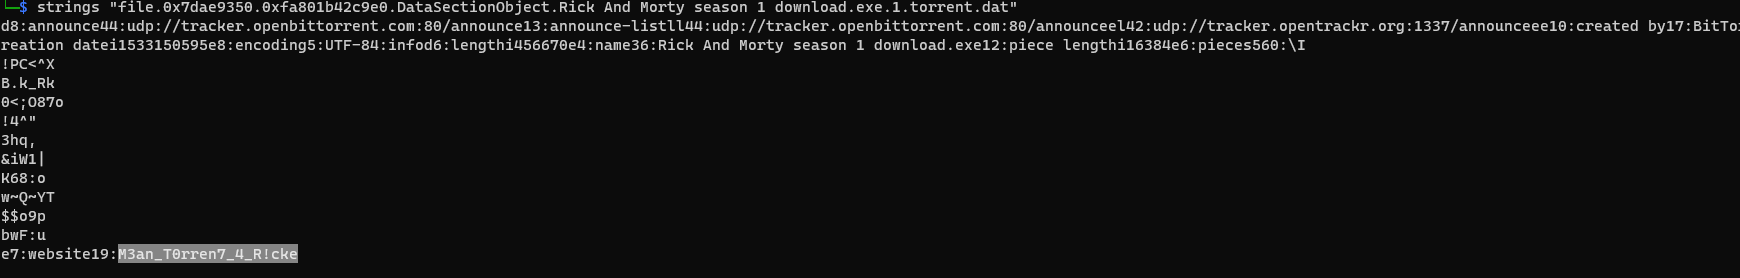 └─$ strings "file.0x7dae9350.0xfa801b42c9e0.DataSectionObject.Rick And Morty season 1 download.exe.1.torrent.dat"
d8:announce44:udp://tracker.openbittorrent.com:80/announce13:announce-listll44:udp://tracker.openbittorrent.com:80/announceel42:udp://tracker.opentrackr.org:1337/announceee10:created by17:BitTo
reation datei1533150595e8:encoding5:UTF-84:infod6:lengthi456670e4:name36:Rick And Morty season 1 download.exe12:piece lengthi16384e6:pieces560:\I
!PC<^X
B.k_Rk
0<;O87o
!4^"
3hq,
&iW1|
K68:o
w~Q~YT
$$o9p
bwF:u
e7:website19:M3an_T0rren7_4_R!cke